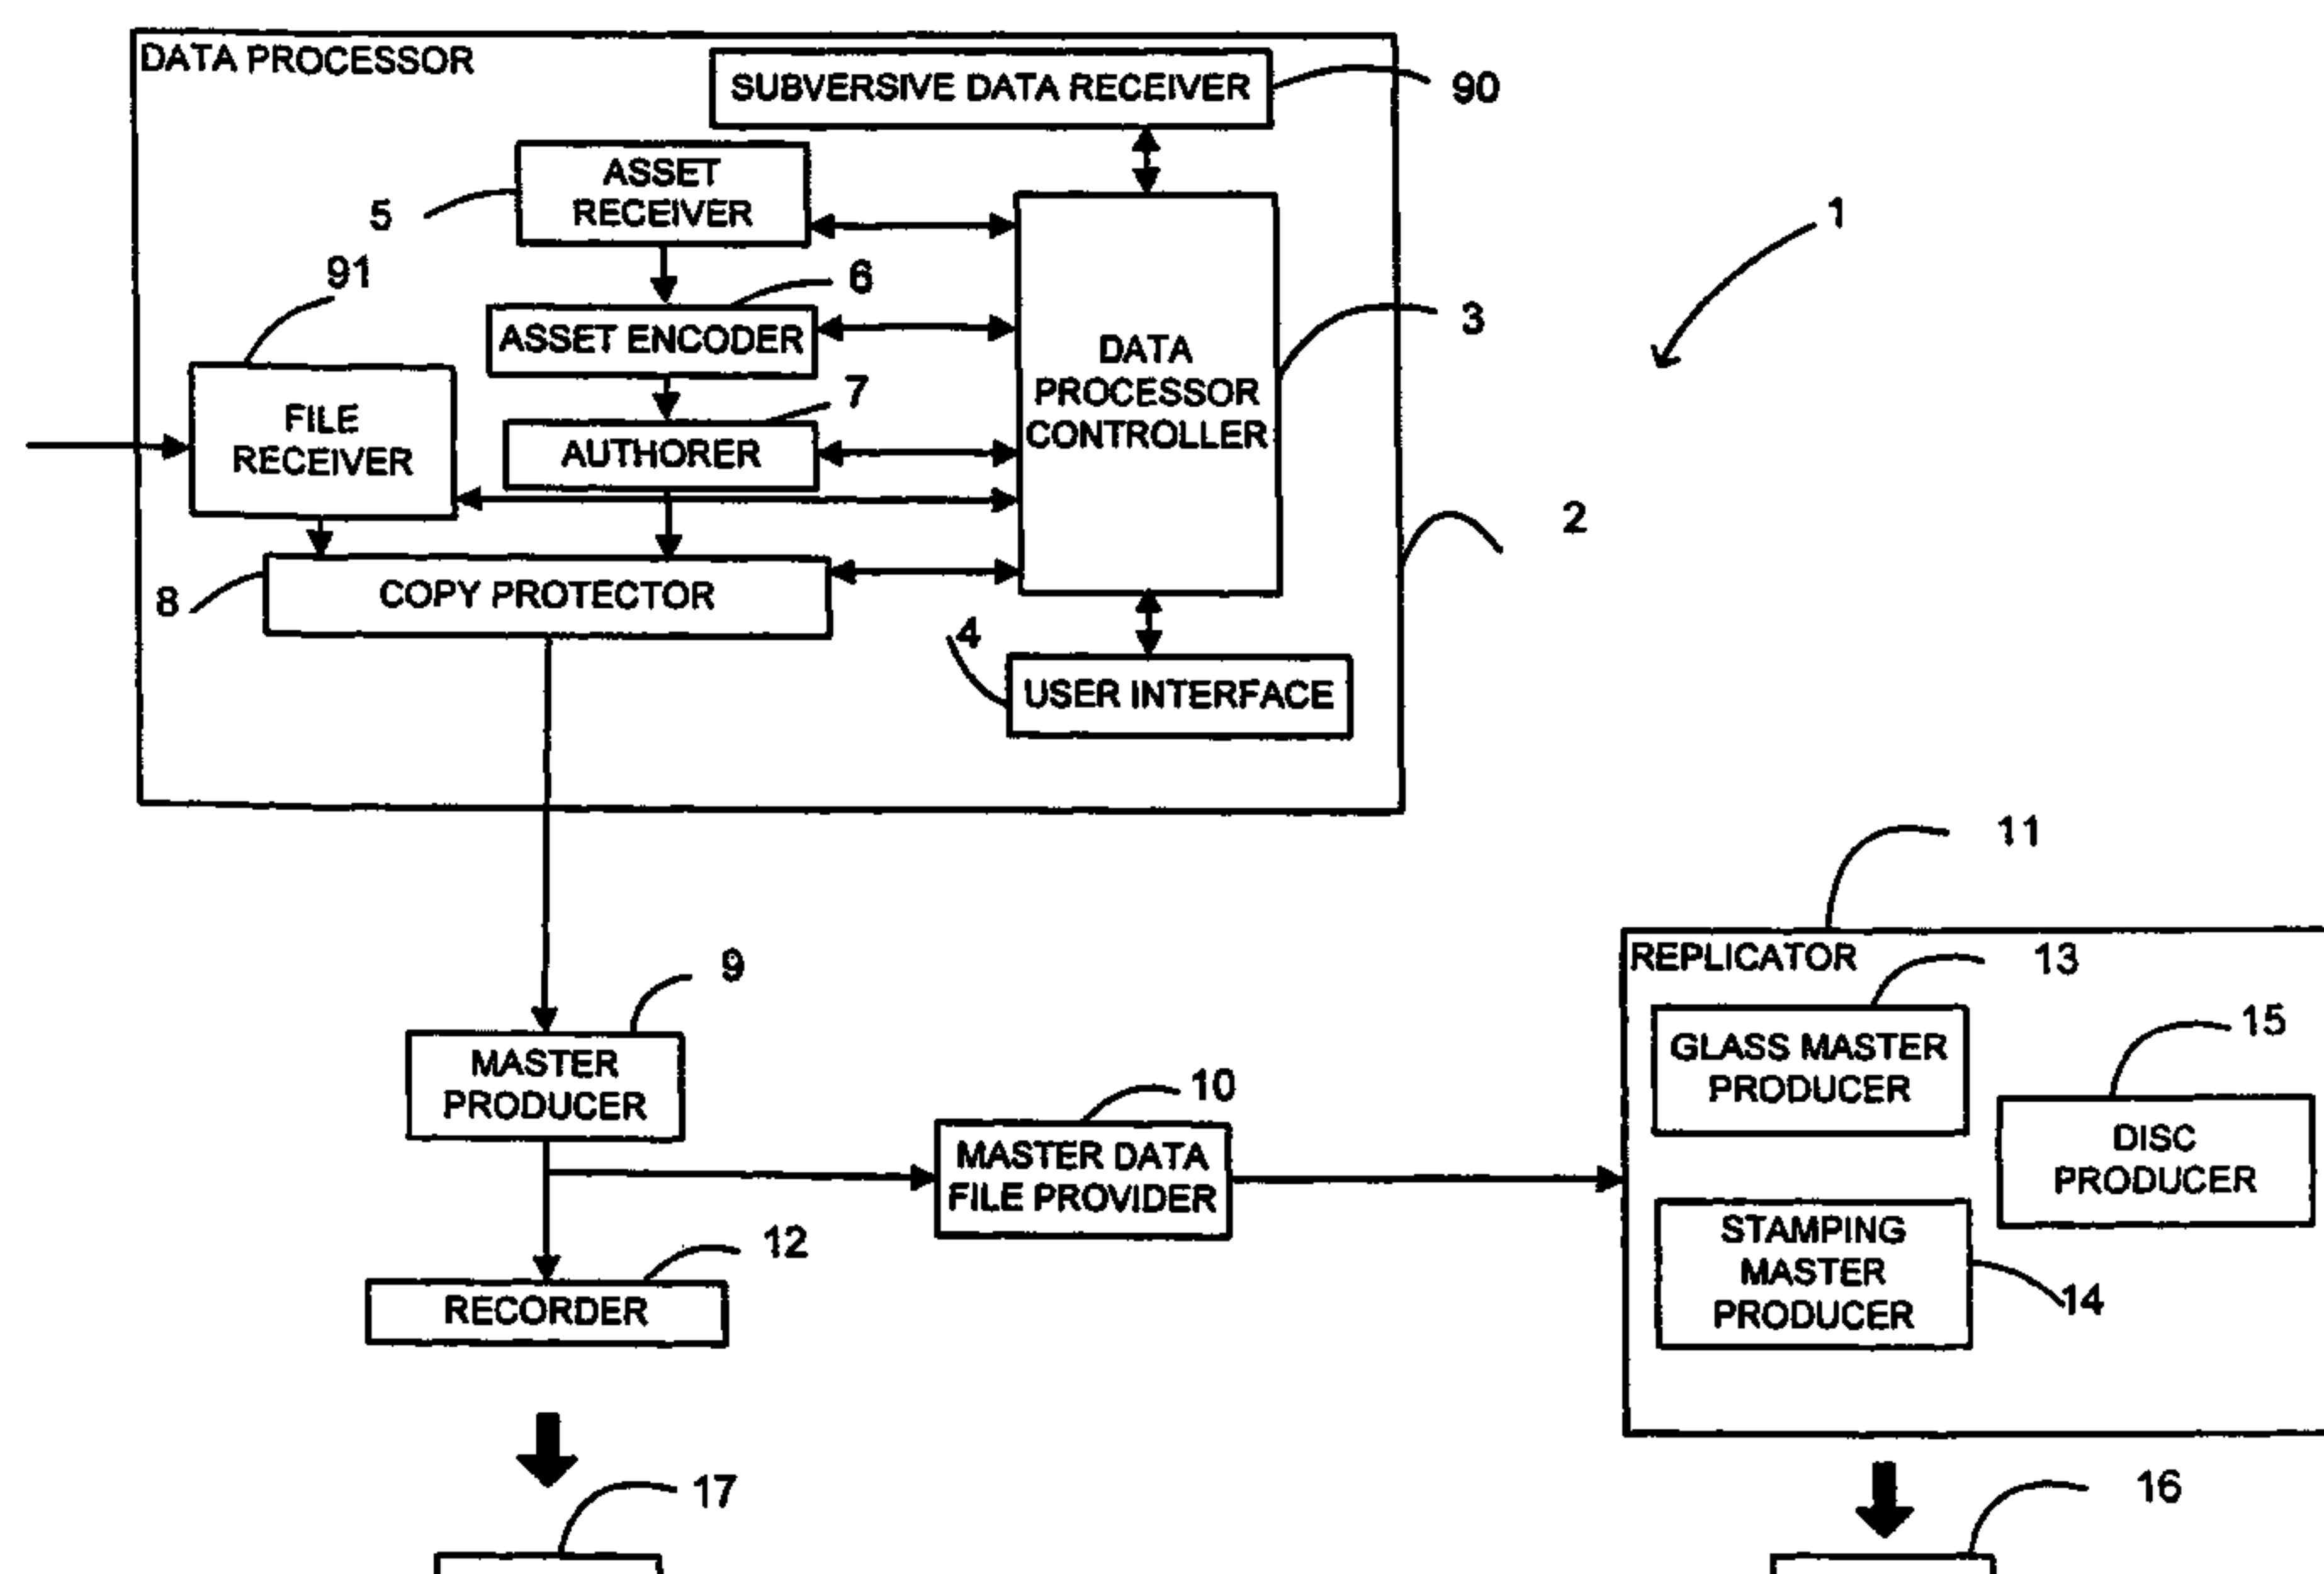 DATA PROCESSOR
SUBVERSIVE DATA RECEIVER
90
ASSET
RECEIVER
5
1
91
6
ASSET ENCODER
3
DATA
PROCESSOR
CONTROLLER
7
FILE
RECEIVER
AUTHORER
2
8
COPY PROTECTOR
4
USER INTERFACE
11
9
REPLICATOR
13
MASTER
PRODUCER
GLASS MASTER
PRODUCER
15
10
MASTER DATA
FILE PROVIDER
DISC
PRODUCER
12
STAMPING
MASTER
PRODUCER
14
RECORDER
17
16